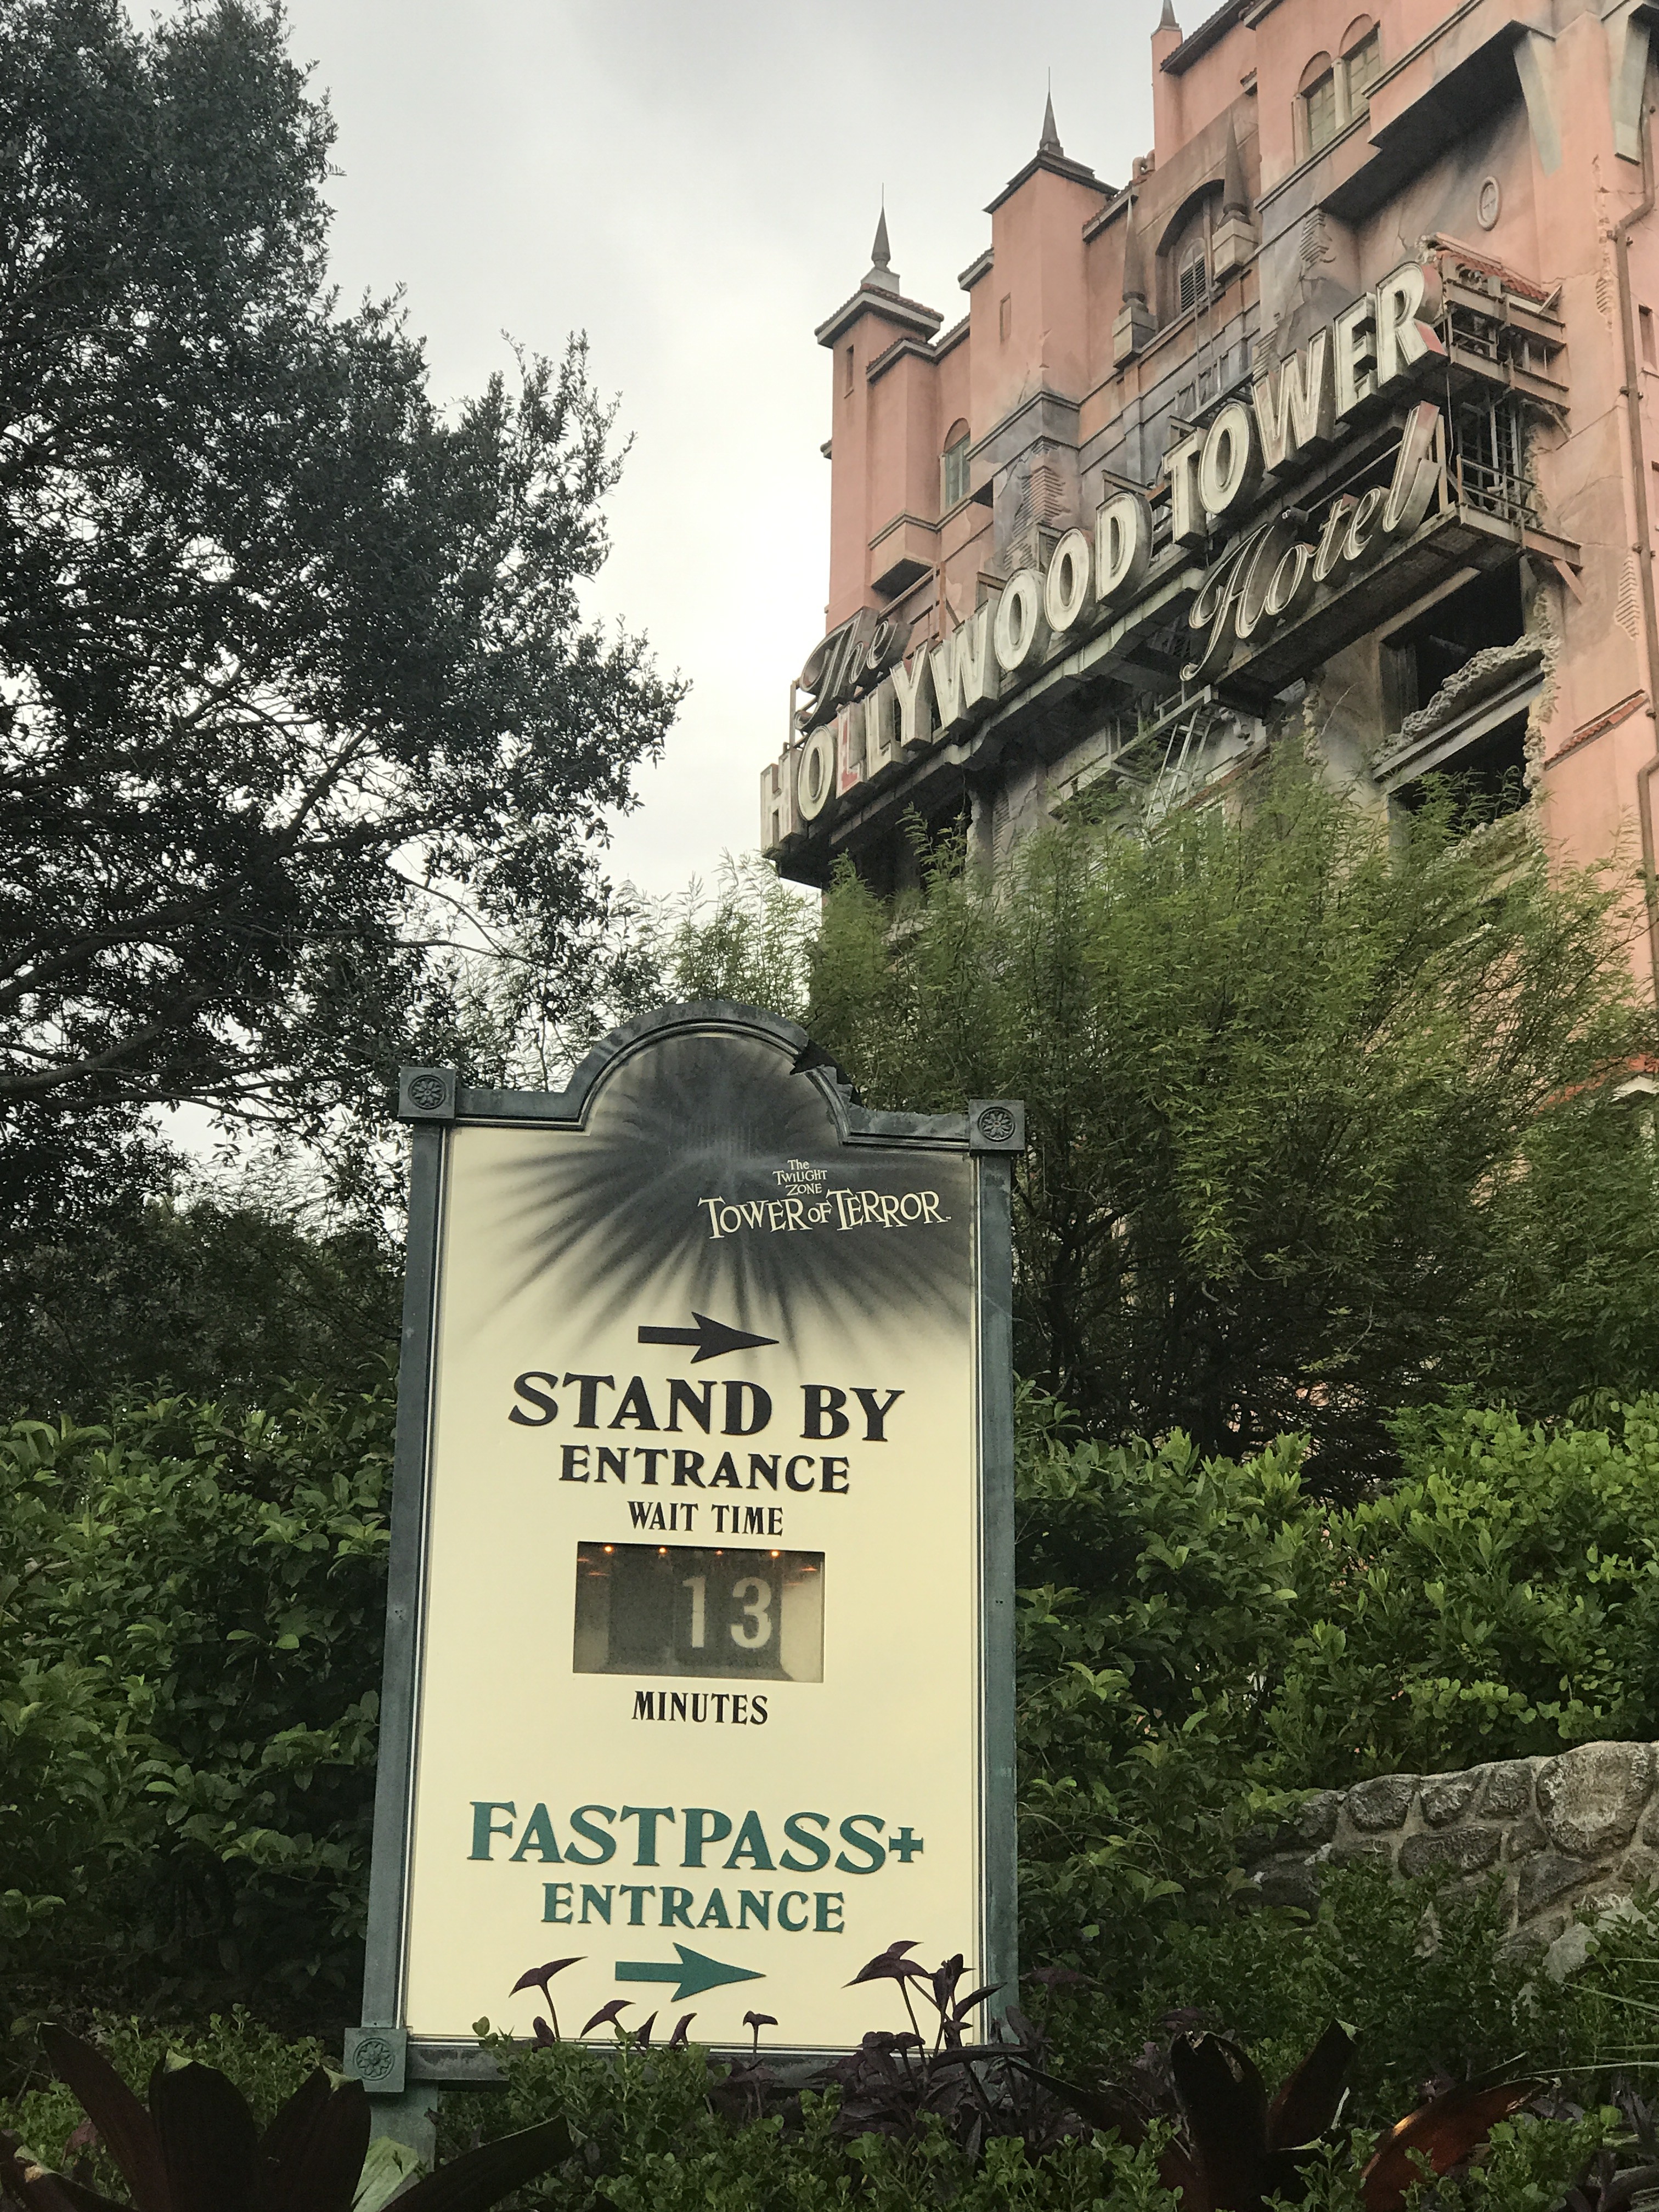 The
HOLLYWOOD TOWER
Hotel
The
TWILIGHT
ZONE
TOWER OF TERROR
STAND BY
ENTRANCE
WAIT TIME
13
MINUTES
FASTPASS+
ENTRANCE